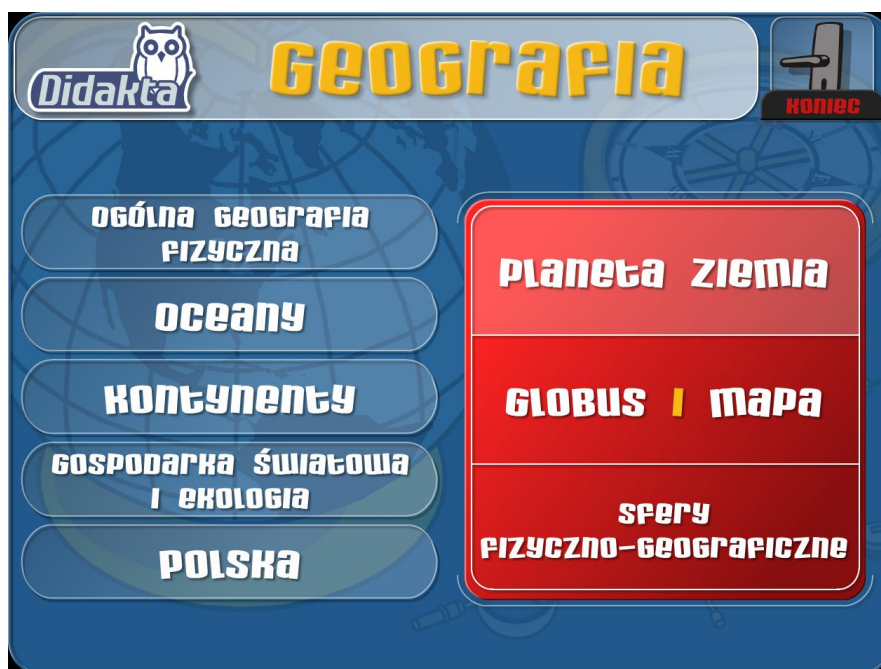 Didakta
Geografia
Koniec
Ogólna geografia
fizyczna
Oceany
Kontynenty
Gospodarka światowa
i ekologia
Polska
Planeta Ziemia
Globus i mapa
Sfery
fizyczno-geograficzne